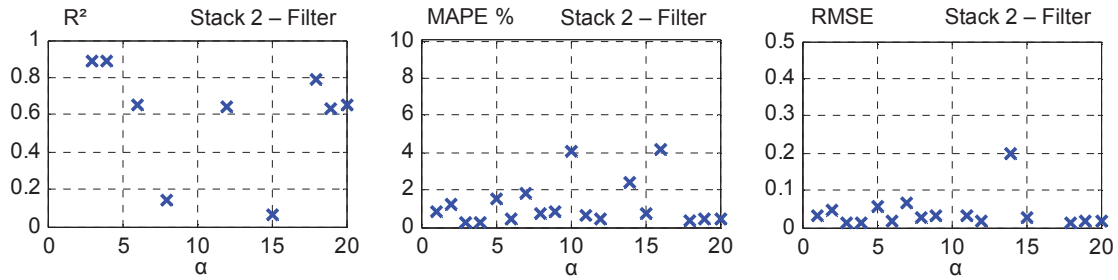 R² Stack 2 – Filter
1
0.8
0.6
0.4
0.2
0
0 5 10 15 20
α
MAPE % Stack 2 – Filter
10
8
6
4
2
0
0 5 10 15 20
α
RMSE Stack 2 – Filter
0.5
0.4
0.3
0.2
0.1
0
0 5 10 15 20
α